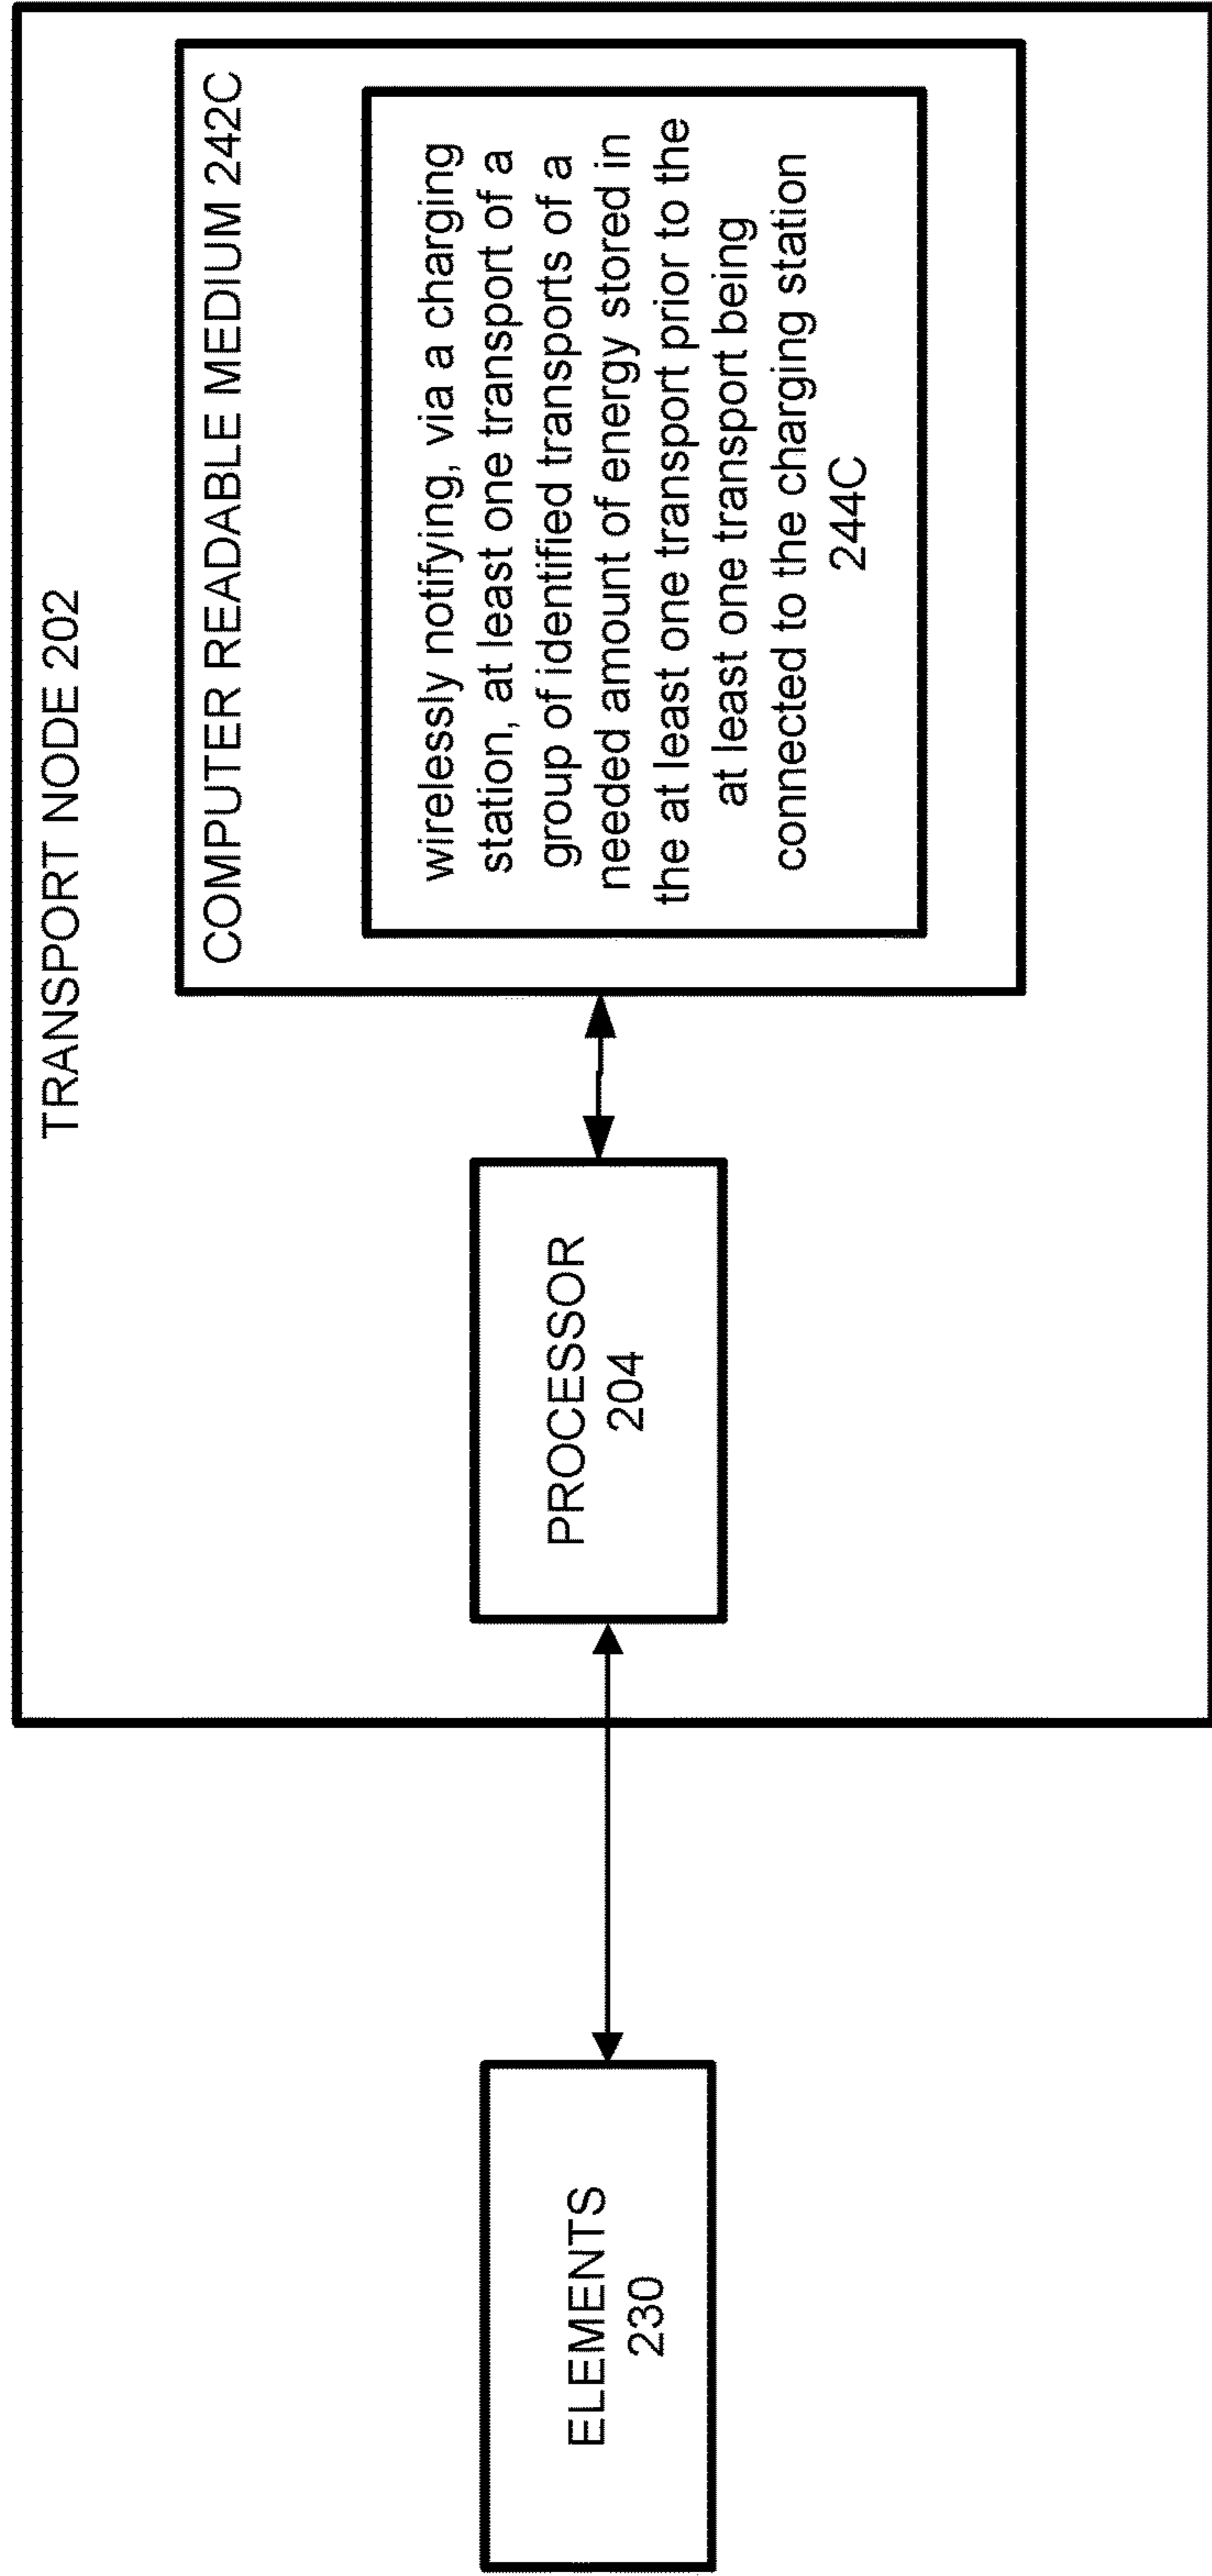 TRANSPORT NODE 202
COMPUTER READABLE MEDIUM 242C
wirelessly notifying, via a charging
station, at least one transport of a
group of identified transports of a
needed amount of energy stored in
the at least one transport prior to the
at least one transport being
connected to the charging station
244C
PROCESSOR
204
ELEMENTS
230